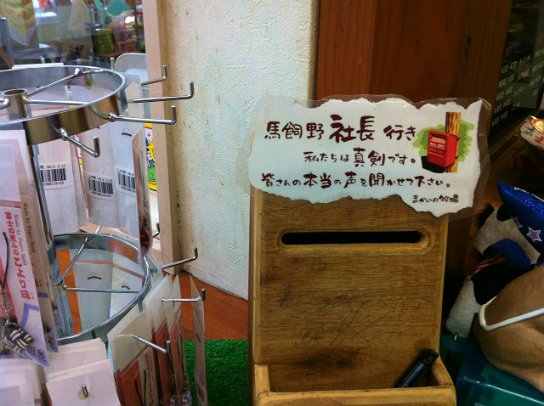 馬飼野 社長 行き
私たちは真剣です。
皆さんの本当の声を聞かせて下さい。
まかいの牧場